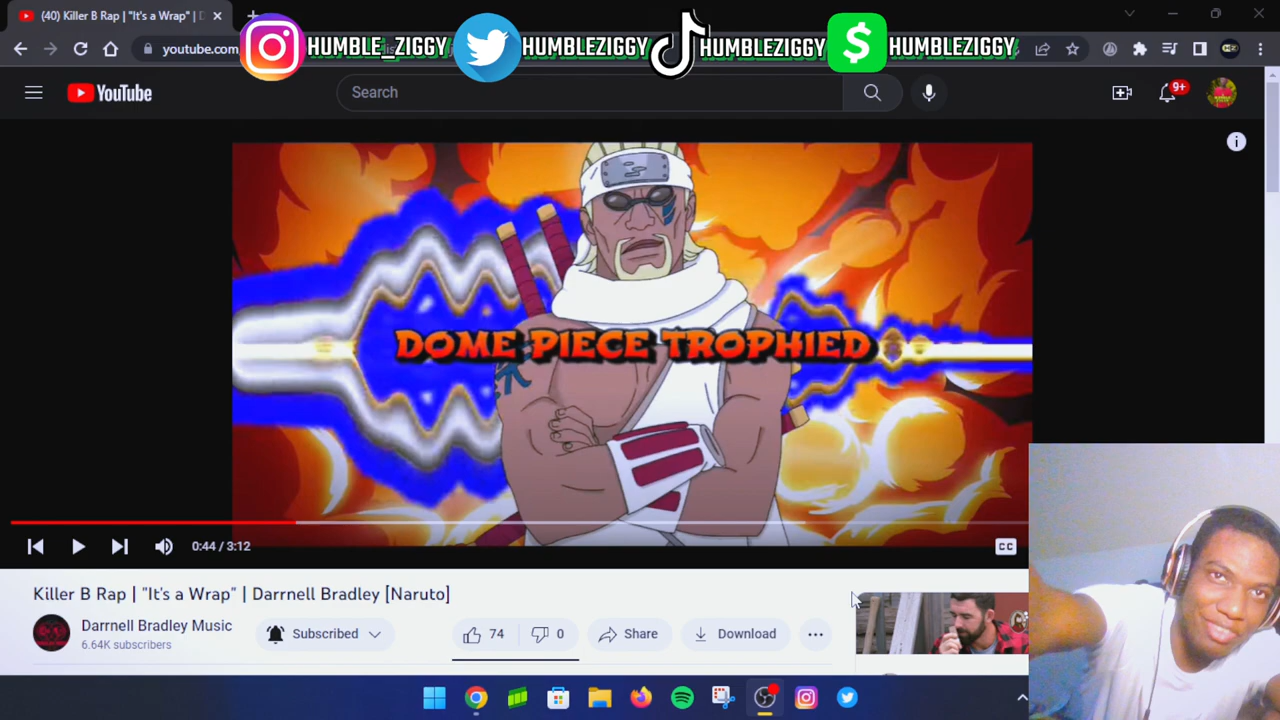 (40) Killer B Rap | "It's a Wrap" | D
youtube.com
HUMBLE_ZIGGY
HUMBLEZIGGY
HUMBLEZIGGY
$
HUMBLEZIGGY
YouTube
Search
9+
DOME PIECE TROPHIED
0:44 / 3:12
CC
Killer B Rap | "It's a Wrap" | Darrnell Bradley [Naruto]
Darrnell Bradley Music
6.64K subscribers
Subscribed
74
0
Share
Download